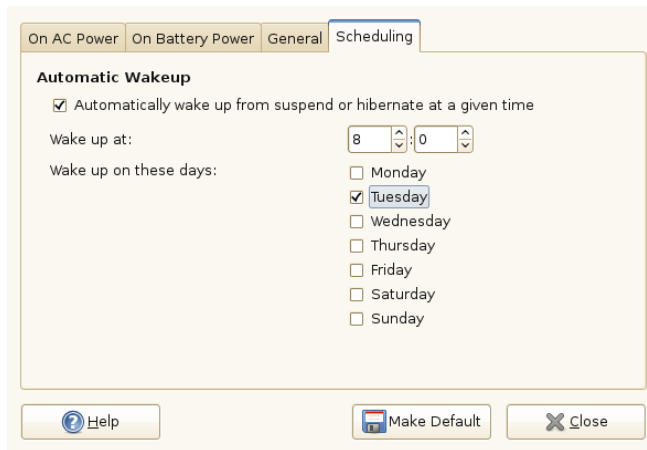 On AC Power On Battery Power General Scheduling
Automatic Wakeup
Automatically wake up from suspend or hibernate at a given time
Wake up at: 8 : 0
Wake up on these days: Monday
Tuesday
Wednesday
Thursday
Friday
Saturday
Sunday
Help Make Default Close